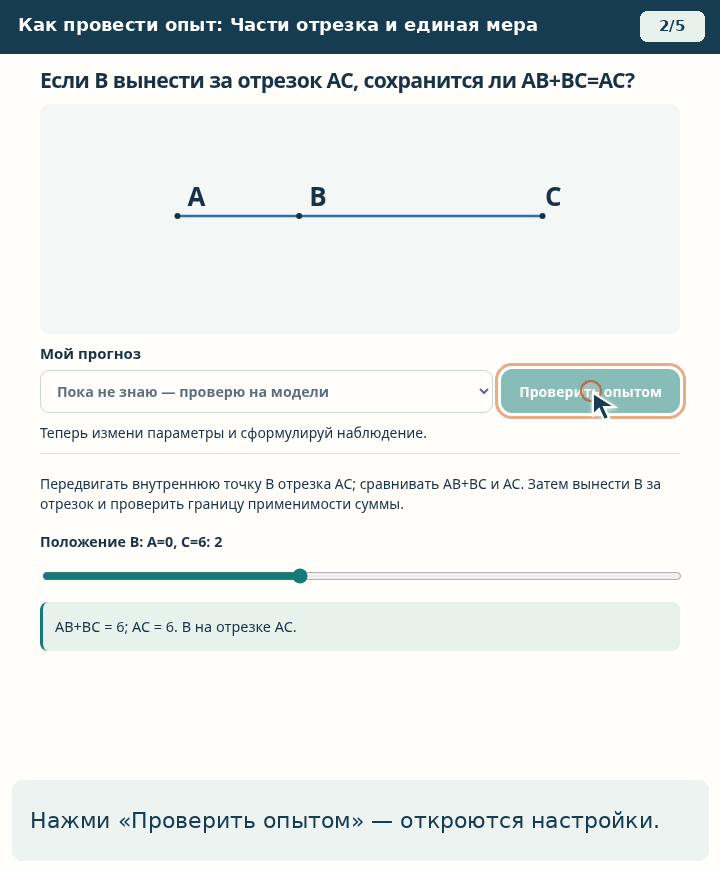 Как провести опыт: Части отрезка и единая мера
2/5
Если B вынести за отрезок AC, сохранится ли AB+BC=AC?
A
B
C
Мой прогноз
Пока не знаю — проверю на модели
Проверить опытом
Теперь измени параметры и сформулируй наблюдение.
Передвигать внутреннюю точку B отрезка AC; сравнивать AB+BC и AC. Затем вынести B за
отрезок и проверить границу применимости суммы.
Положение B: A=0, C=6: 2
AB+BC = 6; AC = 6. B на отрезке AC.
Нажми «Проверить опытом» — откроются настройки.